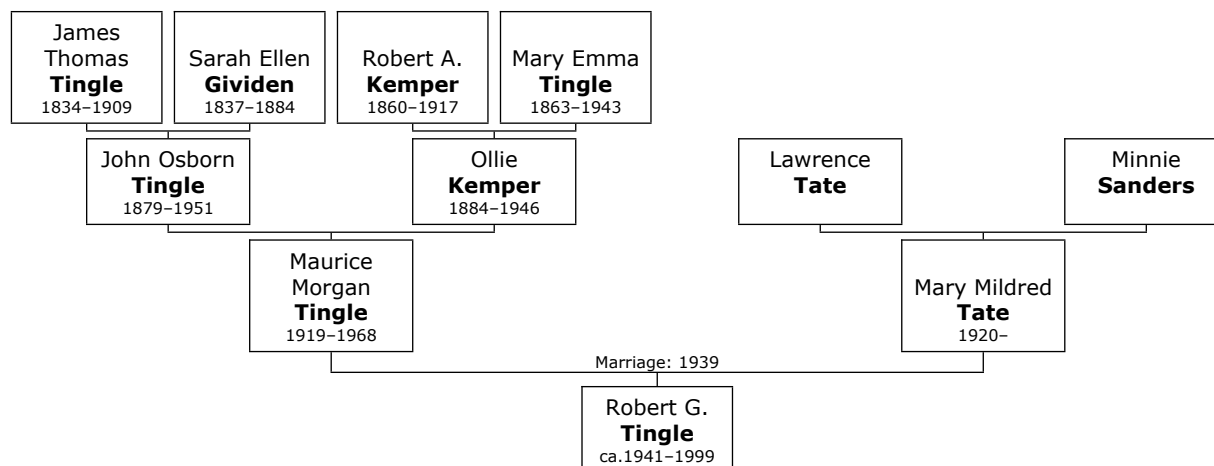 James
Thomas
Tingle
1834–1909
Sarah Ellen
Gividen
1837–1884
Robert A.
Kemper
1860–1917
Mary Emma
Tingle
1863–1943
John Osborn
Tingle
1879–1951
Ollie
Kemper
1884–1946
Lawrence
Tate
Minnie
Sanders
Maurice
Morgan
Tingle
1919–1968
Mary Mildred
Tate
1920–
Marriage: 1939
Robert G.
Tingle
ca.1941–1999